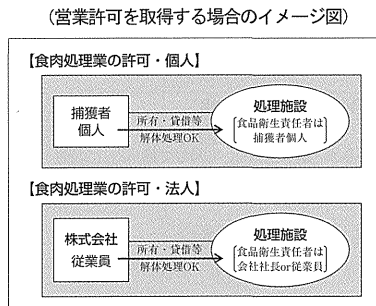 （営業許可を取得する場合のイメージ図）
【食肉処理業の許可・個人】
捕獲者
個人
所有・貸借等
解体処理OK
処理施設
食品衛生責任者は
捕獲者個人
【食肉処理業の許可・法人】
株式会社
従業員
所有・貸借等
解体処理OK
処理施設
食品衛生責任者は
会社社長or従業員